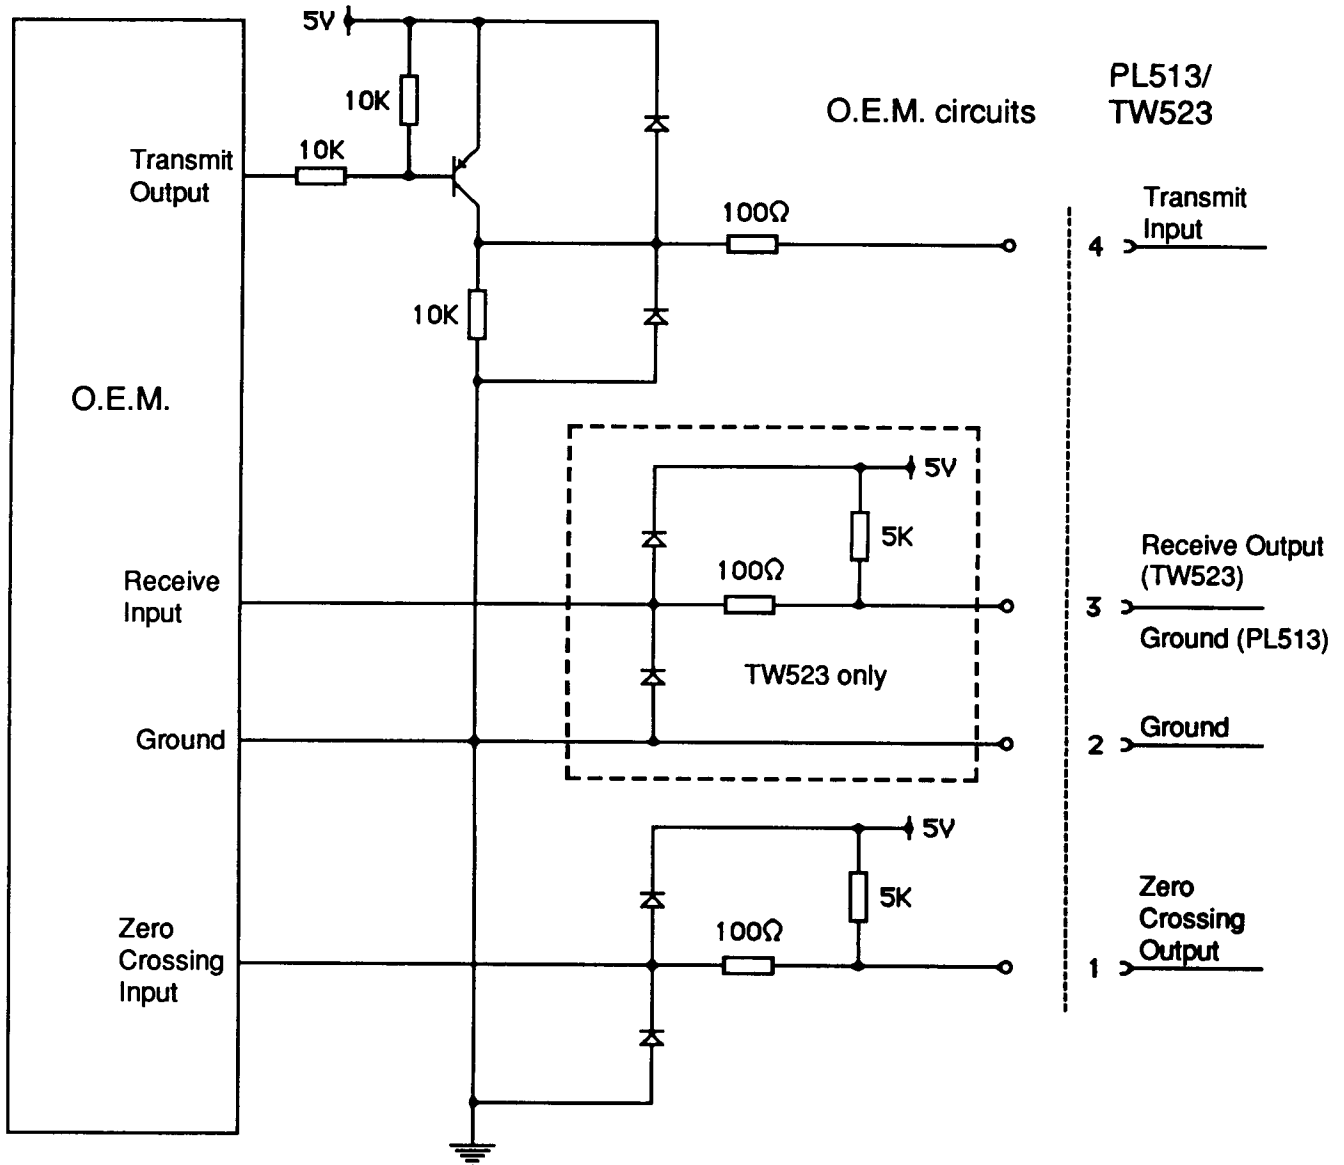 5V
PL513/
TW523
O.E.M. circuits
10K
10K
Transmit
Output
100Ω
Transmit
Input
4
10K
O.E.M.
5V
5K
Receive Output
(TW523)
100Ω
Receive
Input
3
Ground (PL513)
TW523 only
Ground
2
Ground
5V
5K
Zero
Crossing
Output
100Ω
Zero
Crossing
Input
1